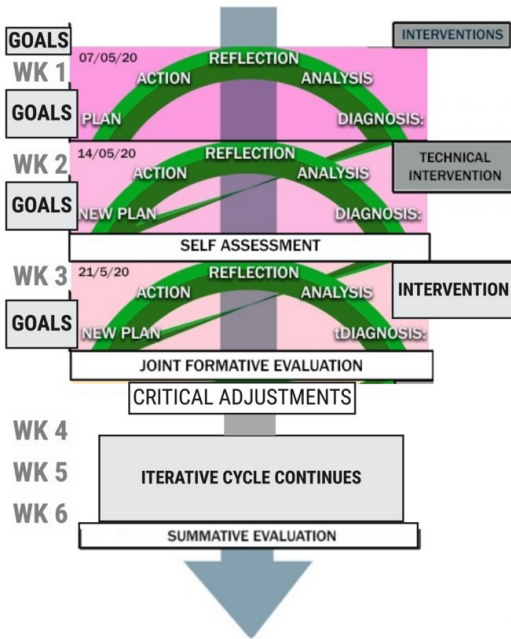 GOALS
INTERVENTIONS
WK 1
07/05/20
REFLECTION
ACTION
ANALYSIS
GOALS
PLAN
DIAGNOSIS:
WK 2
14/05/20
REFLECTION
TECHNICAL
INTERVENTION
ACTION
ANALYSIS
GOALS
NEW PLAN
DIAGNOSIS:
SELF ASSESSMENT
WK 3
21/5/20
REFLECTION
ACTION
ANALYSIS
INTERVENTION
GOALS
NEW PLAN
tDIAGNOSIS:
JOINT FORMATIVE EVALUATION
CRITICAL ADJUSTMENTS
WK 4
WK 5
ITERATIVE CYCLE CONTINUES
WK 6
SUMMATIVE EVALUATION